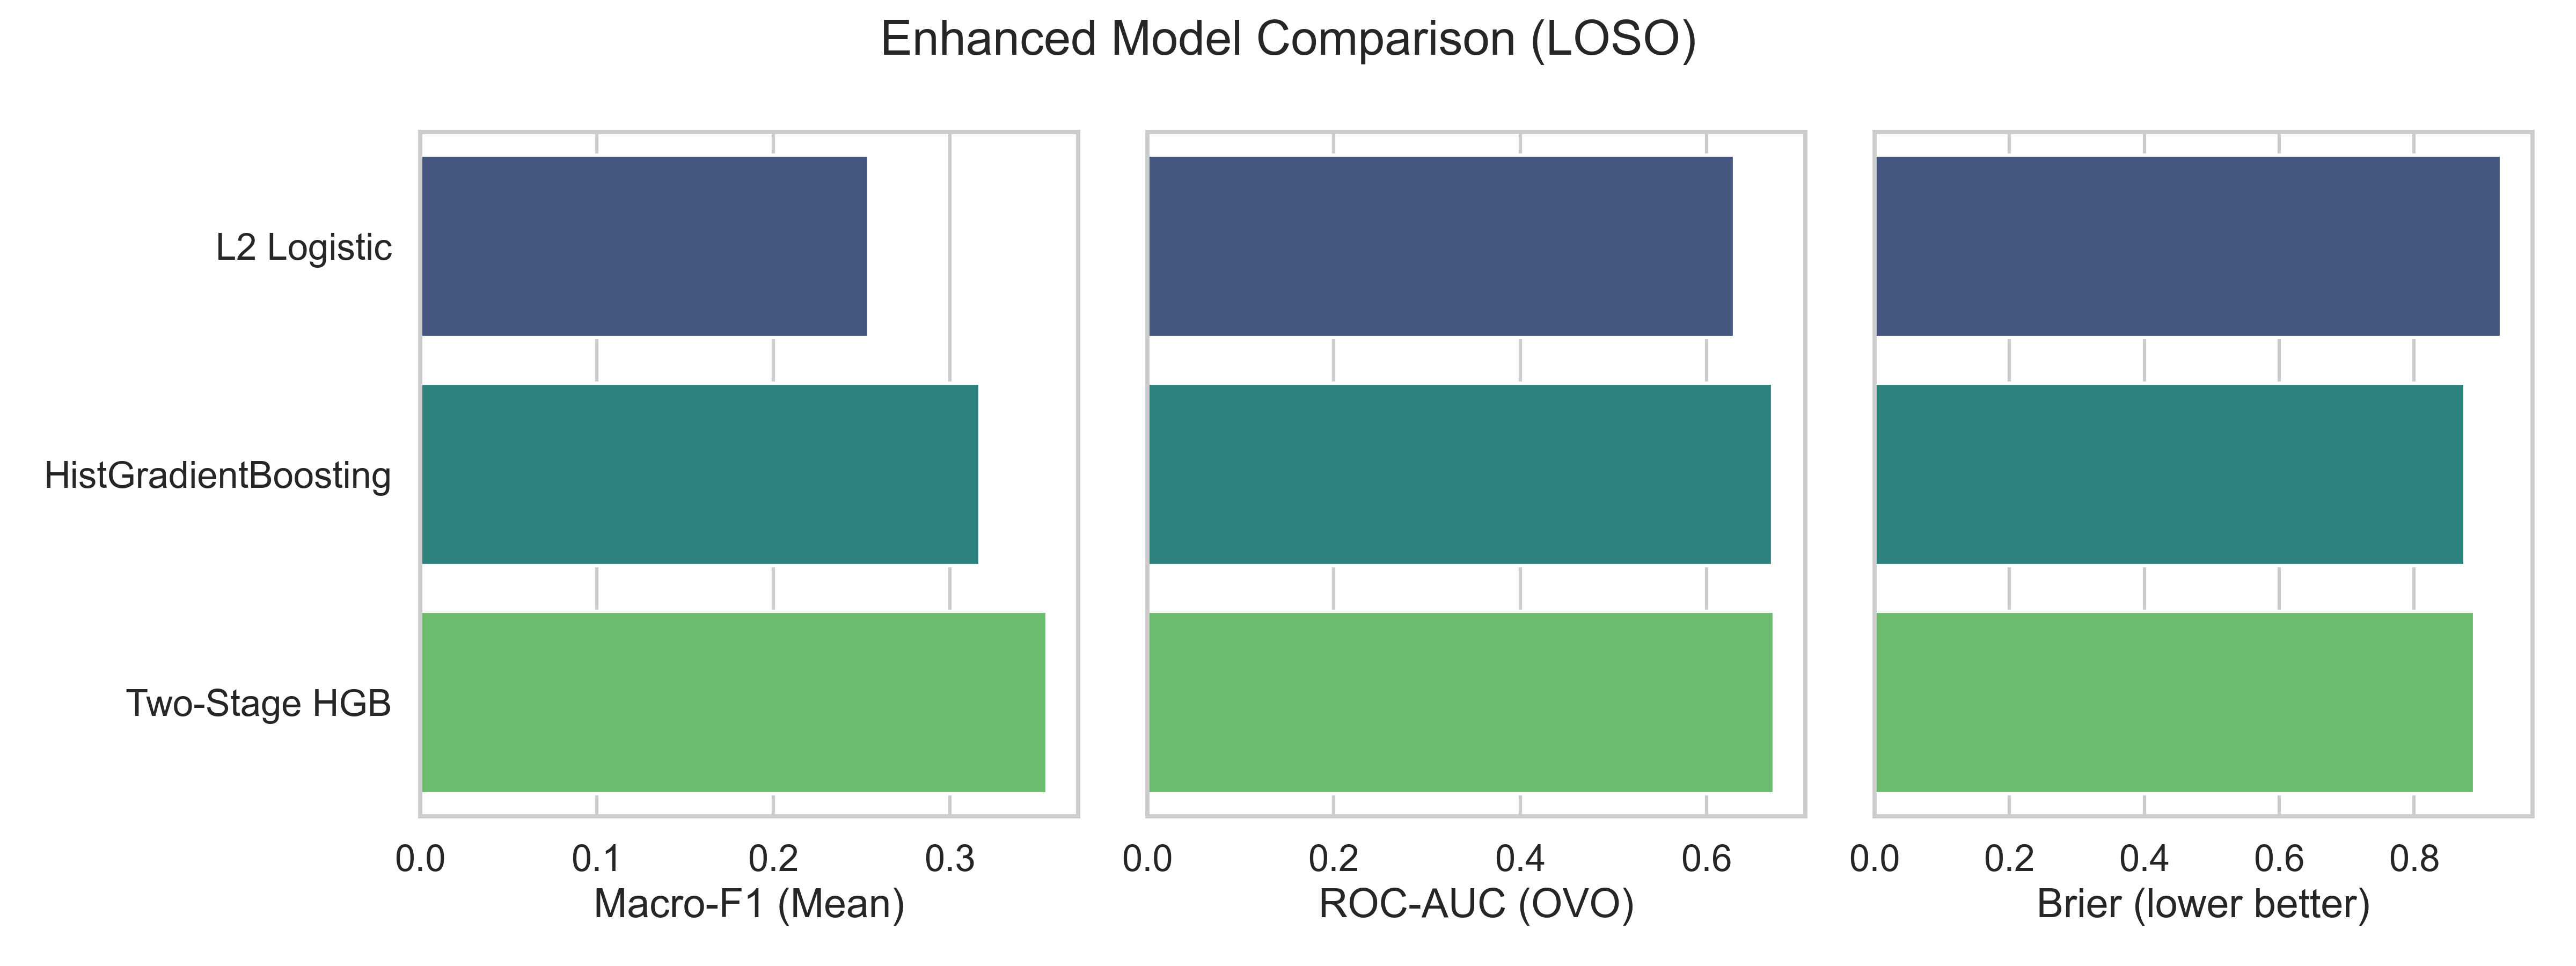 Enhanced Model Comparison (LOSO)
L2 Logistic
HistGradientBoosting
Two-Stage HGB
0.0 0.1 0.2 0.3
Macro-F1 (Mean)
0.0 0.2 0.4 0.6
ROC-AUC (OVO)
0.0 0.2 0.4 0.6 0.8
Brier (lower better)